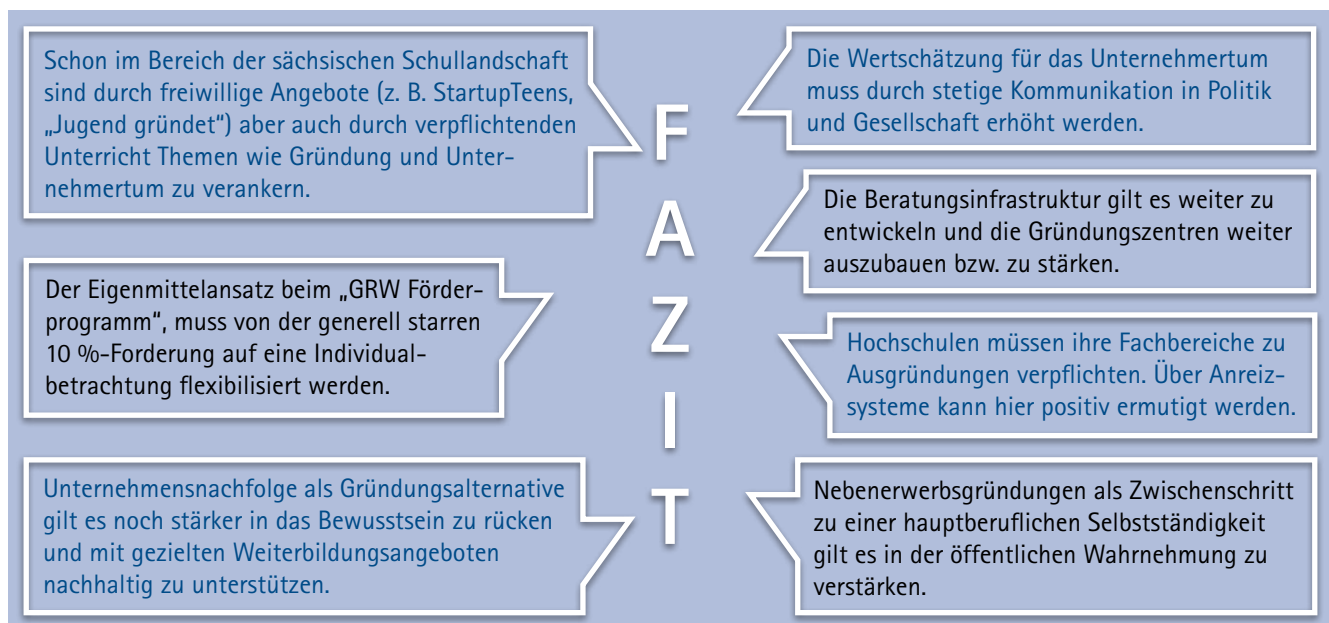 Schon im Bereich der sächsischen Schullandschaft
sind durch freiwillige Angebote (z. B. StartupTeens,
„Jugend gründet“) aber auch durch verpflichtenden
Unterricht Themen wie Gründung und Unter-
nehmertum zu verankern.
Der Eigenmittelansatz beim „GRW Förder-
programm“, muss von der generell starren
10 %-Forderung auf eine Individual-
betrachtung flexibilisiert werden.
Unternehmensnachfolge als Gründungsalternative
gilt es noch stärker in das Bewusstsein zu rücken
und mit gezielten Weiterbildungsangeboten
nachhaltig zu unterstützen.
F
A
Z
I
T
Die Wertschätzung für das Unternehmertum
muss durch stetige Kommunikation in Politik
und Gesellschaft erhöht werden.
Die Beratungsinfrastruktur gilt es weiter zu
entwickeln und die Gründungszentren weiter
auszubauen bzw. zu stärken.
Hochschulen müssen ihre Fachbereiche zu
Ausgründungen verpflichten. Über Anreiz-
systeme kann hier positiv ermutigt werden.
Nebenerwerbsgründungen als Zwischenschritt
zu einer hauptberuflichen Selbstständigkeit
gilt es in der öffentlichen Wahrnehmung zu
verstärken.